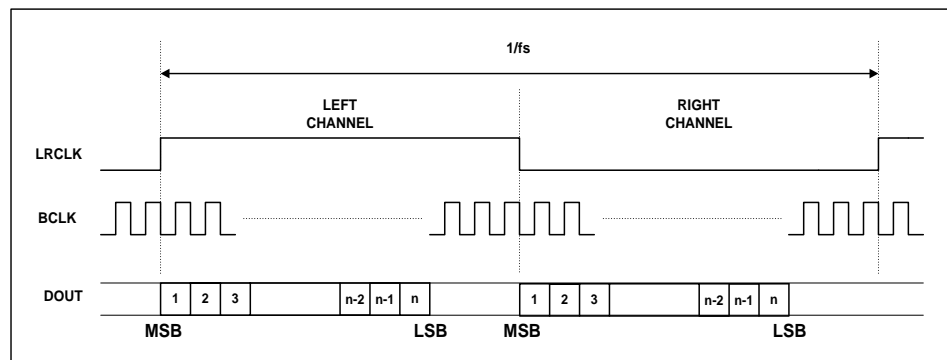 1/fs
LEFT
CHANNEL
RIGHT
CHANNEL
LRCLK
BCLK
DOUT
1 2 3 n-2 n-1 n 1 2 3 n-2 n-1 n
MSB LSB MSB LSB